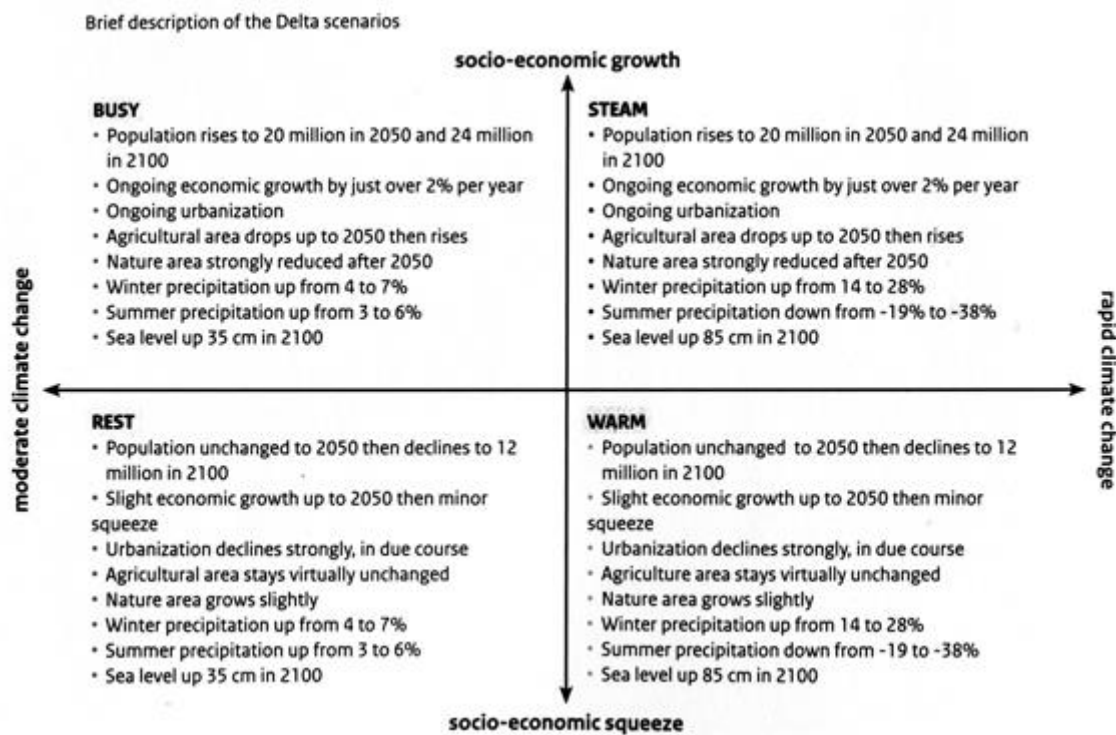 Brief description of the Delta scenarios
socio-economic growth
BUSY
• Population rises to 20 million in 2050 and 24 million
in 2100
• Ongoing economic growth by just over 2% per year
• Ongoing urbanization
• Agricultural area drops up to 2050 then rises
• Nature area strongly reduced after 2050
• Winter precipitation up from 4 to 7%
• Summer precipitation up from 3 to 6%
• Sea level up 35 cm in 2100
STEAM
• Population rises to 20 million in 2050 and 24 million
in 2100
• Ongoing economic growth by just over 2% per year
• Ongoing urbanization
• Agricultural area drops up to 2050 then rises
• Nature area strongly reduced after 2050
• Winter precipitation up from 14 to 28%
• Summer precipitation down from -19% to -38%
• Sea level up 85 cm in 2100
moderate climate change
rapid climate change
REST
• Population unchanged to 2050 then declines to 12
million in 2100
• Slight economic growth up to 2050 then minor
squeeze
• Urbanization declines strongly, in due course
• Agricultural area stays virtually unchanged
• Nature area grows slightly
• Winter precipitation up from 4 to 7%
• Summer precipitation up from 3 to 6%
• Sea level up 35 cm in 2100
WARM
• Population unchanged to 2050 then declines to 12
million in 2100
• Slight economic growth up to 2050 then minor
squeeze
• Urbanization declines strongly, in due course
• Agriculture area stays virtually unchanged
• Nature area grows slightly
• Winter precipitation up from 14 to 28%
• Summer precipitation down from -19 to -38%
• Sea level up 85 cm in 2100
socio-economic squeeze